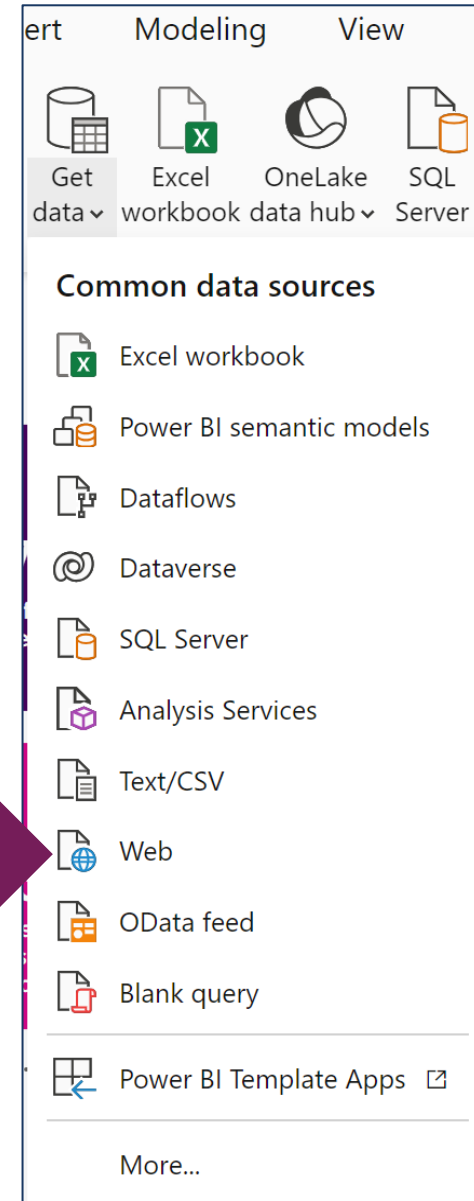 ert Modeling View
Get data Excel workbook OneLake data hub SQL Server
Common data sources
Excel workbook
Power BI semantic models
Dataflows
Dataverse
SQL Server
Analysis Services
Text/CSV
Web
OData feed
Blank query
Power BI Template Apps
More...